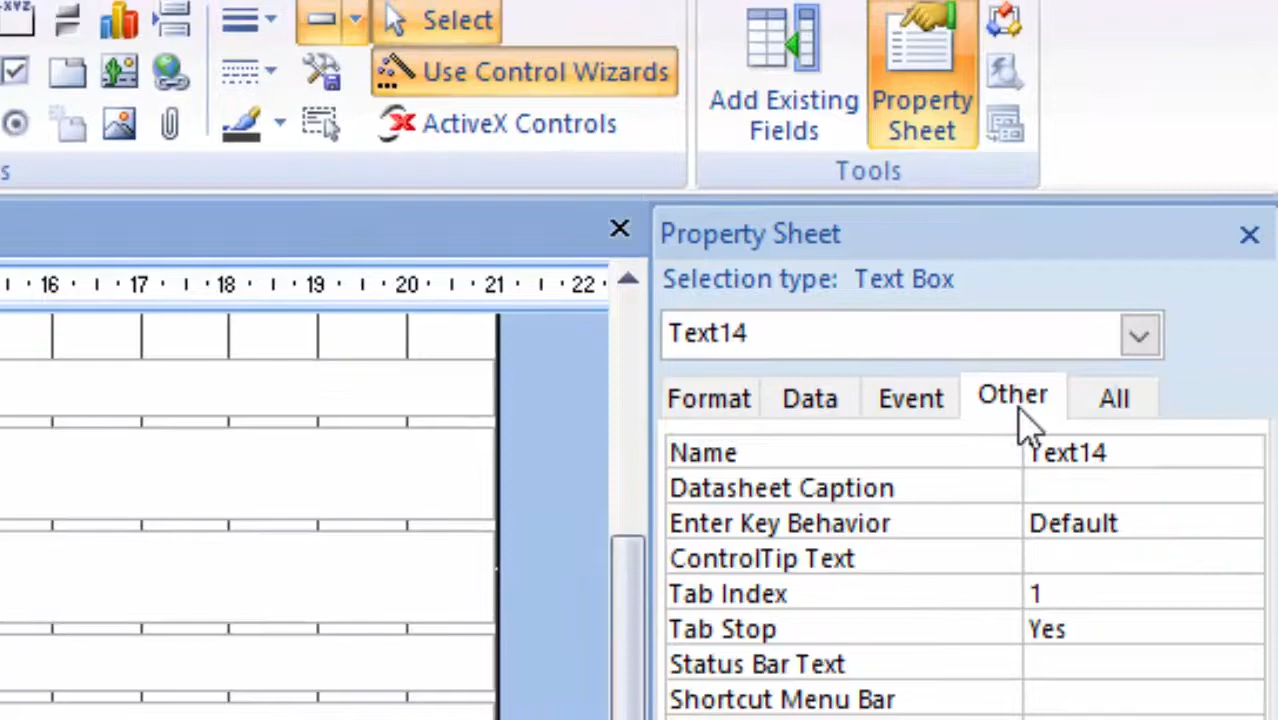 XYZ
Select
Use Control Wizards
ActiveX Controls
Add Existing Fields
Property Sheet
s
Tools
16 17 18 19 20 21 22
Property Sheet
Selection type: Text Box
Text14
Format Data Event Other All
Name Text14
Datasheet Caption
Enter Key Behavior Default
ControlTip Text
Tab Index 1
Tab Stop Yes
Status Bar Text
Shortcut Menu Bar